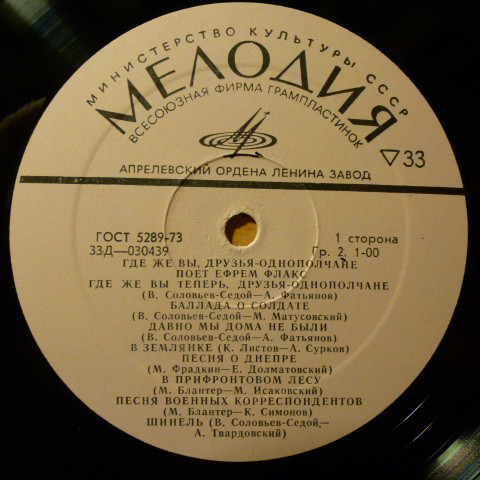 МИНИСТЕРСТВО КУЛЬТУРЫ СССР
МЕЛОДИЯ
ВСЕСОЮЗНАЯ ФИРМА ГРАМПЛАСТИНОК
▽33
АПРЕЛЕВСКИЙ ОРДЕНА ЛЕНИНА ЗАВОД
ГОСТ 5289-73
1 сторона
33Д—030439
Гр. 2, 1-00
ГДЕ ЖЕ ВЫ, ДРУЗЬЯ-ОДНОПОЛЧАНЕ
ПОЕТ ЕФРЕМ ФЛАКС
ГДЕ ЖЕ ВЫ ТЕПЕРЬ, ДРУЗЬЯ-ОДНОПОЛЧАНЕ
(В. Соловьев-Седой—А. Фатьянов)
БАЛЛАДА О СОЛДАТЕ
(В. Соловьев-Седой—М. Матусовский)
ДАВНО МЫ ДОМА НЕ БЫЛИ
(В. Соловьев-Седой—А. Фатьянов)
В ЗЕМЛЯНКЕ (К. Листов—А. Сурков)
ПЕСНЯ О ДНЕПРЕ
(М. Фрадкин—Е. Долматовский)
В ПРИФРОНТОВОМ ЛЕСУ
(М. Блантер—М. Исаковский)
ПЕСНЯ ВОЕННЫХ КОРРЕСПОНДЕНТОВ
(М. Блантер—К. Симонов)
ШИНЕЛЬ (В. Соловьев-Седой—
А. Твардовский)